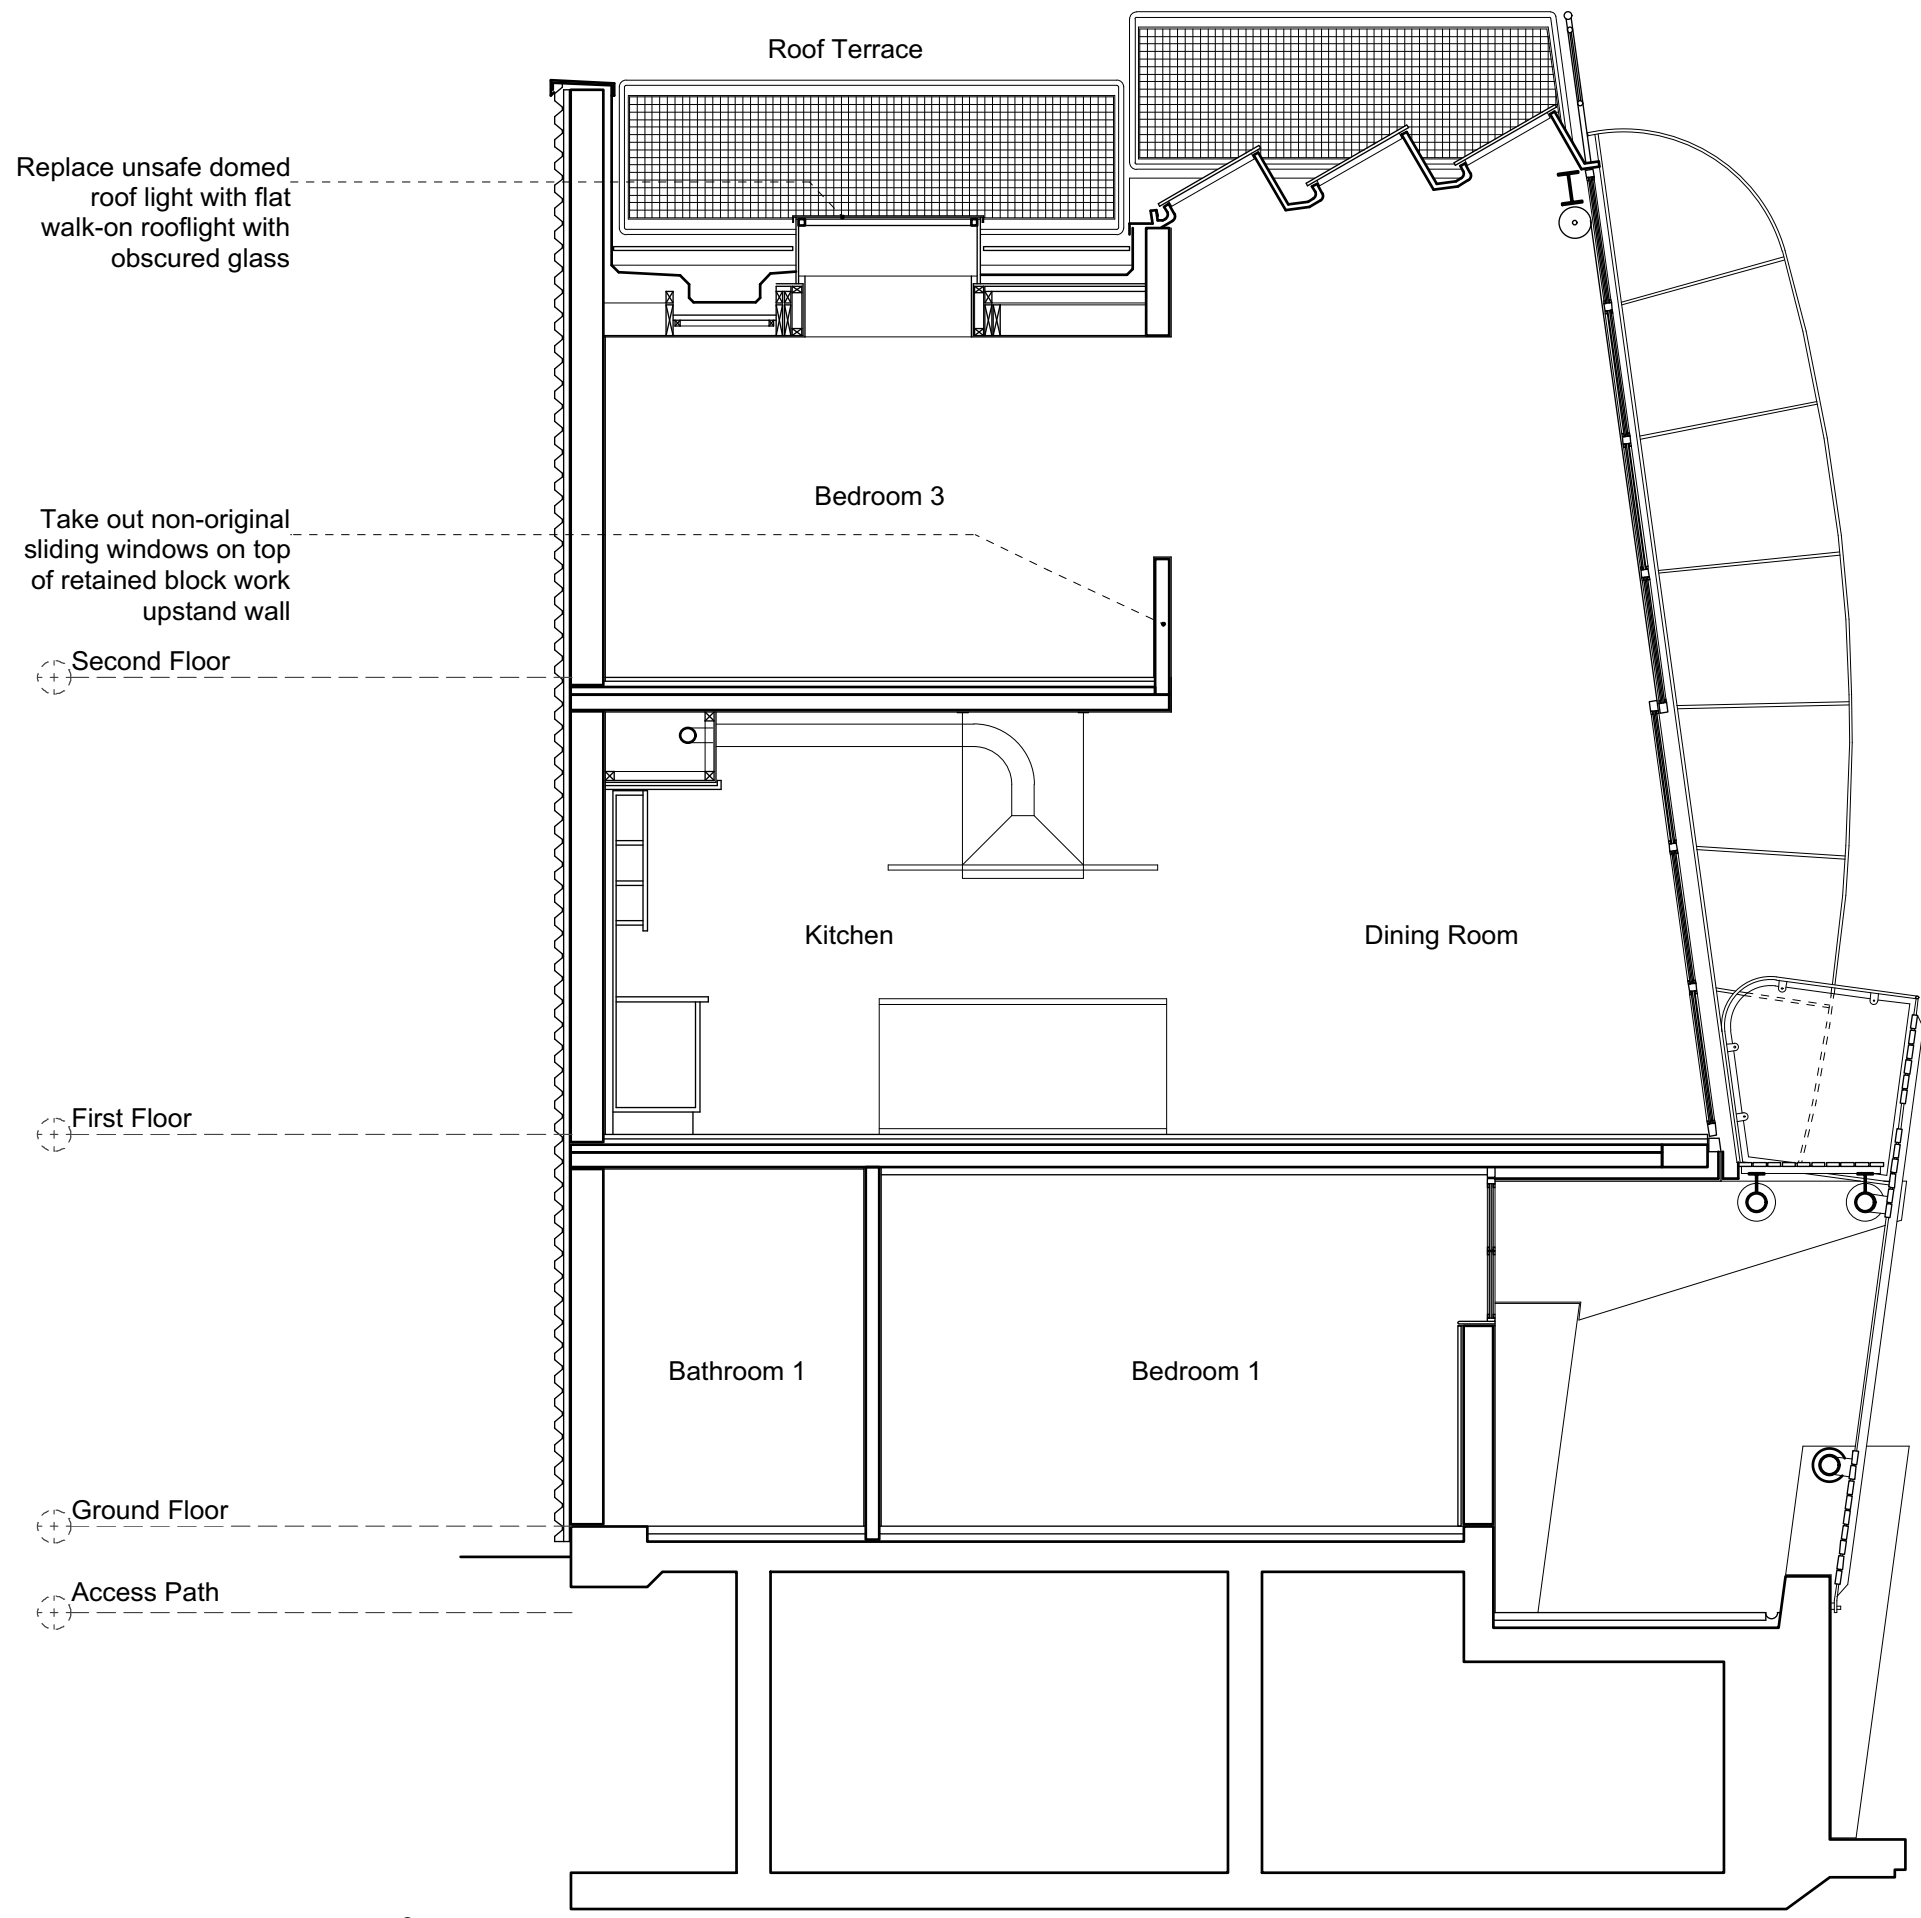 Roof Terrace
Replace unsafe domed
roof light with flat
walk-on rooflight with
obscured glass
Bedroom 3
Take out non-original
sliding windows on top
of retained block work
upstand wall
Second Floor
Kitchen
Dining Room
First Floor
Bathroom 1
Bedroom 1
Ground Floor
Access Path